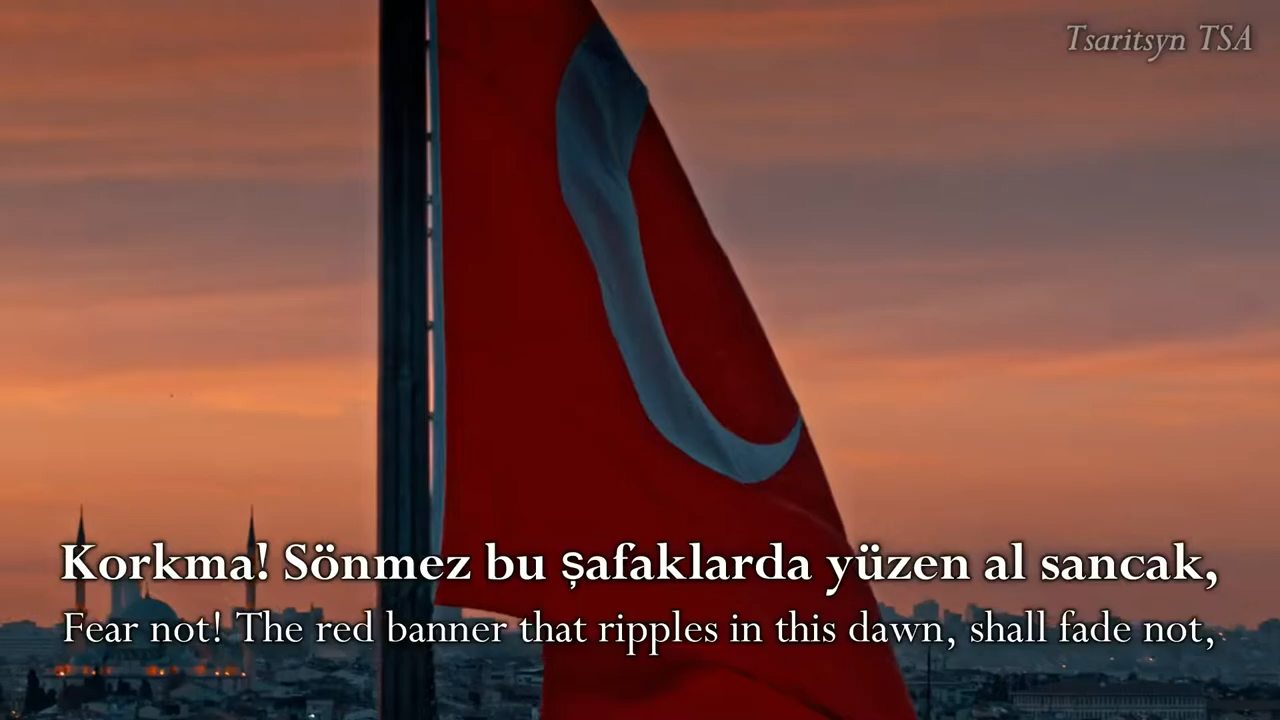 Tsaritsyn TSA
Korkma! Sönmez bu şafaklarda yüzen al sancak,
Fear not! The red banner that ripples in this dawn, shall fade not,